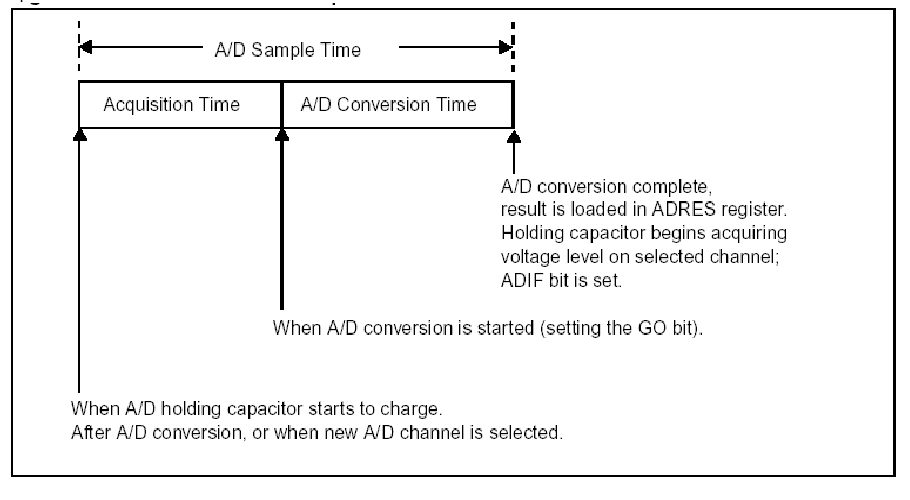 A/D Sample Time
Acquisition Time
A/D Conversion Time
A/D conversion complete,
result is loaded in ADRES register.
Holding capacitor begins acquiring
voltage level on selected channel;
ADIF bit is set.
When A/D conversion is started (setting the GO bit).
When A/D holding capacitor starts to charge.
After A/D conversion, or when new A/D channel is selected.